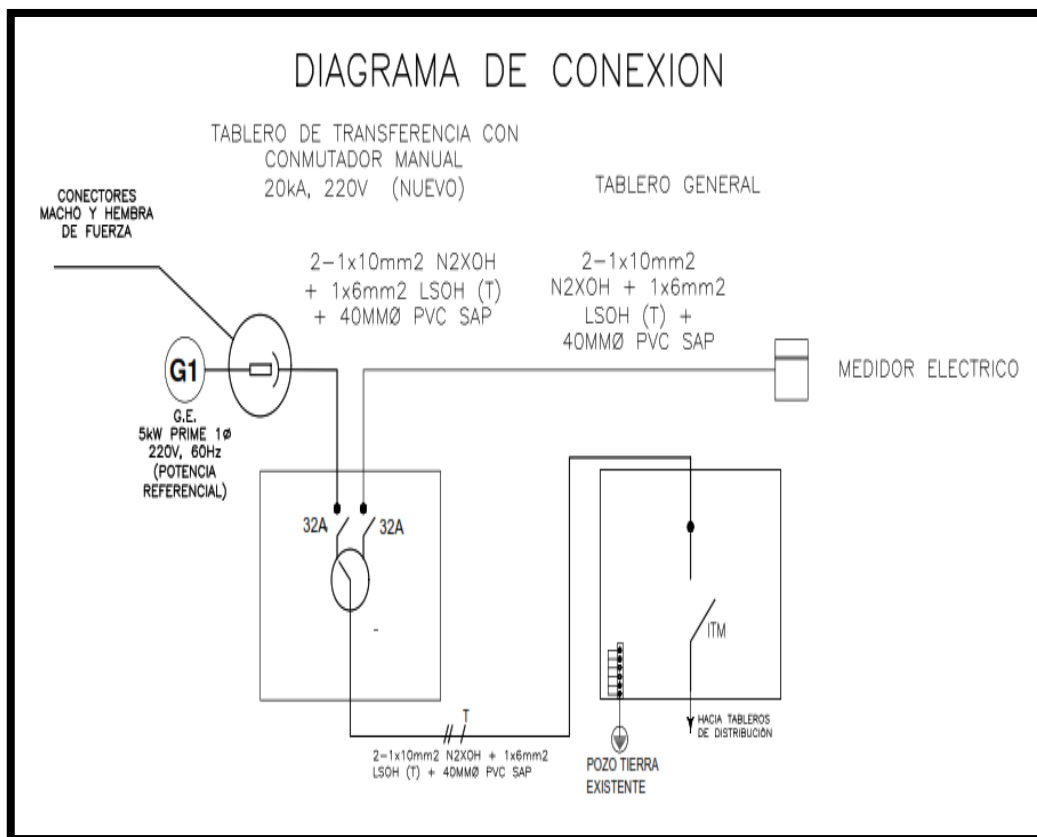 DIAGRAMA DE CONEXION
TABLERO DE TRANSFERENCIA CON
CONMUTADOR MANUAL
20kA, 220V (NUEVO)
TABLERO GENERAL
CONECTORES
MACHO Y HEMBRA
DE FUERZA
2-1x10mm2 N2XOH
+ 1x6mm2 LSOH (T)
+ 40MMØ PVC SAP
2-1x10mm2
N2XOH + 1x6mm2
LSOH (T) +
40MMØ PVC SAP
G1
MEDIDOR ELECTRICO
G.E.
5kW PRIME 1ø
220V, 60Hz
(POTENCIA
REFERENCIAL)
32A
32A
-
ITM
T
2-1x10mm2 N2XOH + 1x6mm2
LSOH (T) + 40MMØ PVC SAP
HACIA TABLEROS
DE DISTRIBUCIÓN
POZO TIERRA
EXISTENTE